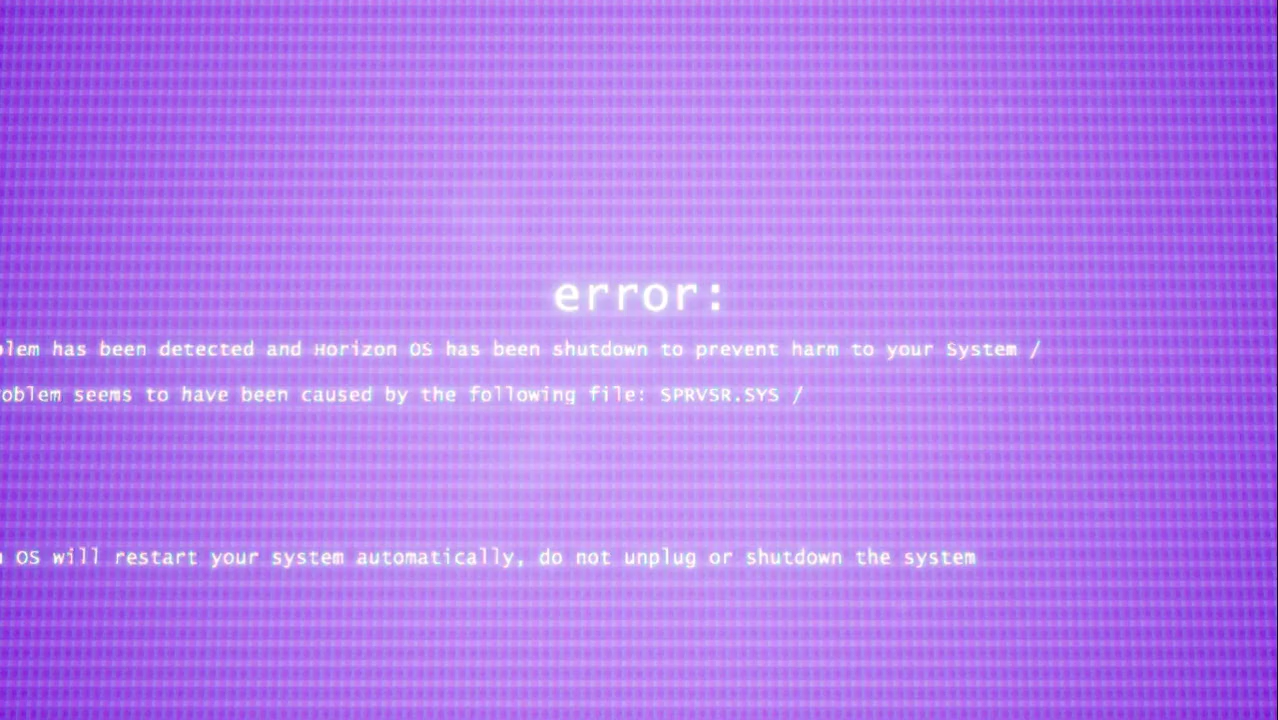 error:
blem has been detected and Horizon OS has been shutdown to prevent harm to your System /
roblem seems to have been caused by the following file: SPRVSR.SYS /
OS will restart your system automatically, do not unplug or shutdown the system